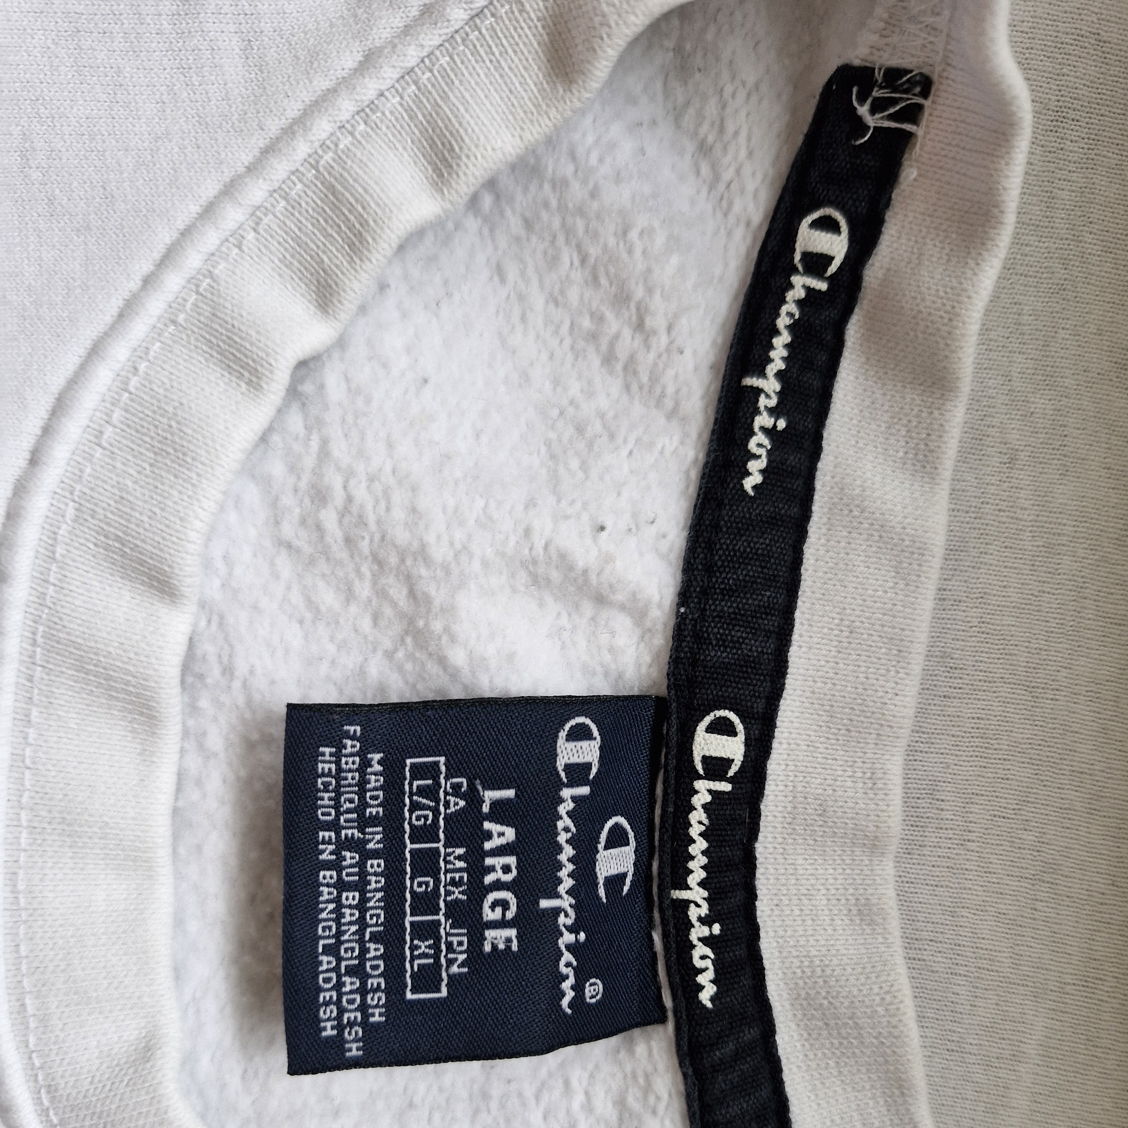 Champion
Champion
C
Champion®
LARGE
CA MEX JPN
L/G G XL
MADE IN BANGLADESH
FABRIQUÉ AU BANGLADESH
HECHO EN BANGLADESH